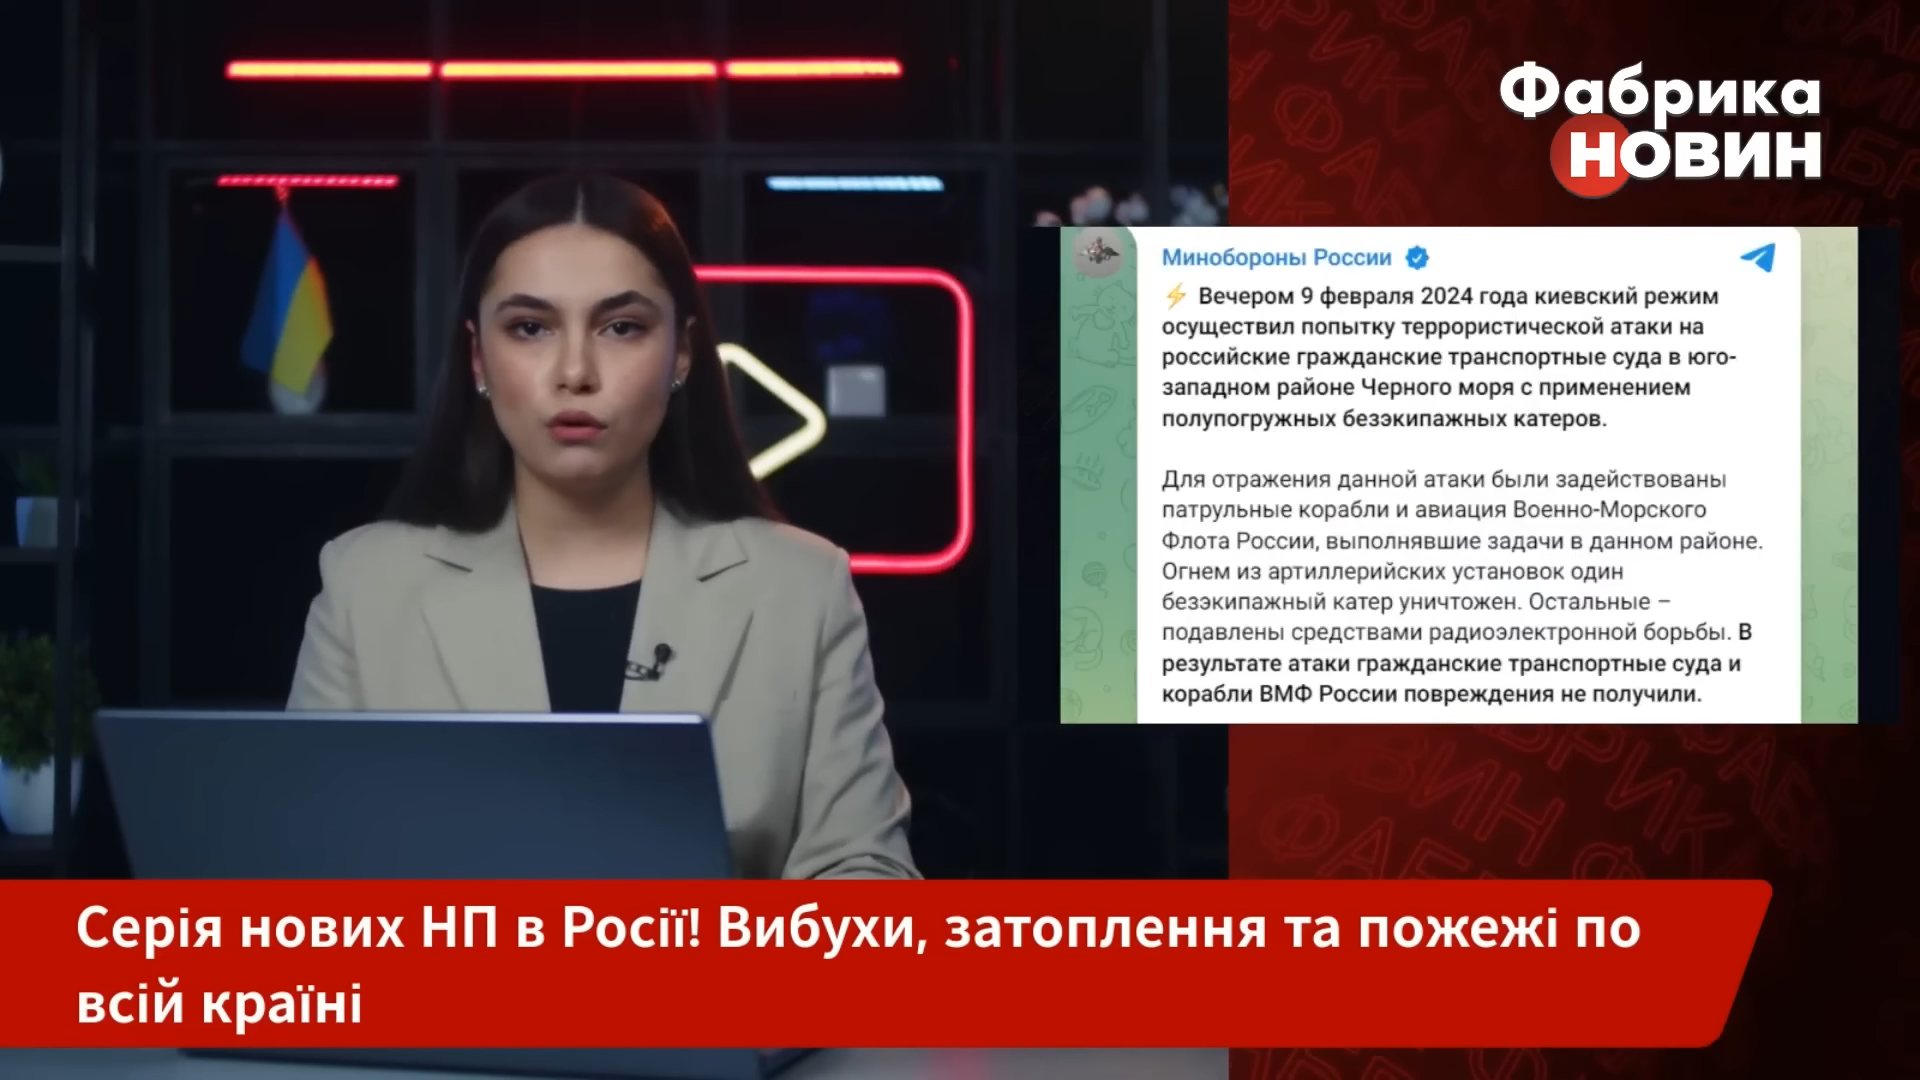 Фабрика
новин
Минобороны России
⚡ Вечером 9 февраля 2024 года киевский режим
осуществил попытку террористической атаки на
российские гражданские транспортные суда в юго-
западном районе Черного моря с применением
полупогружных безэкипажных катеров.
Для отражения данной атаки были задействованы
патрульные корабли и авиация Военно-Морского
Флота России, выполнявшие задачи в данном районе.
Огнем из артиллерийских установок один
безэкипажный катер уничтожен. Остальные –
подавлены средствами радиоэлектронной борьбы. В
результате атаки гражданские транспортные суда и
корабли ВМФ России повреждения не получили.
Серія нових НП в Росії! Вибухи, затоплення та пожежі по
всій країні